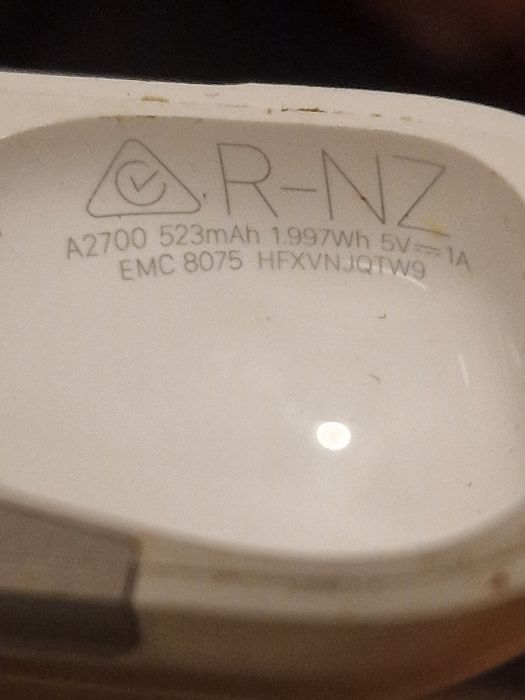 R-NZ
A2700 523mAh 1.997Wh 5V⎓1A
EMC 8075 HFXVNJQTW9